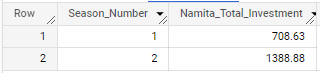 Row Season_Number Namita_Total_Investment
1 1 708.63
2 2 1388.88